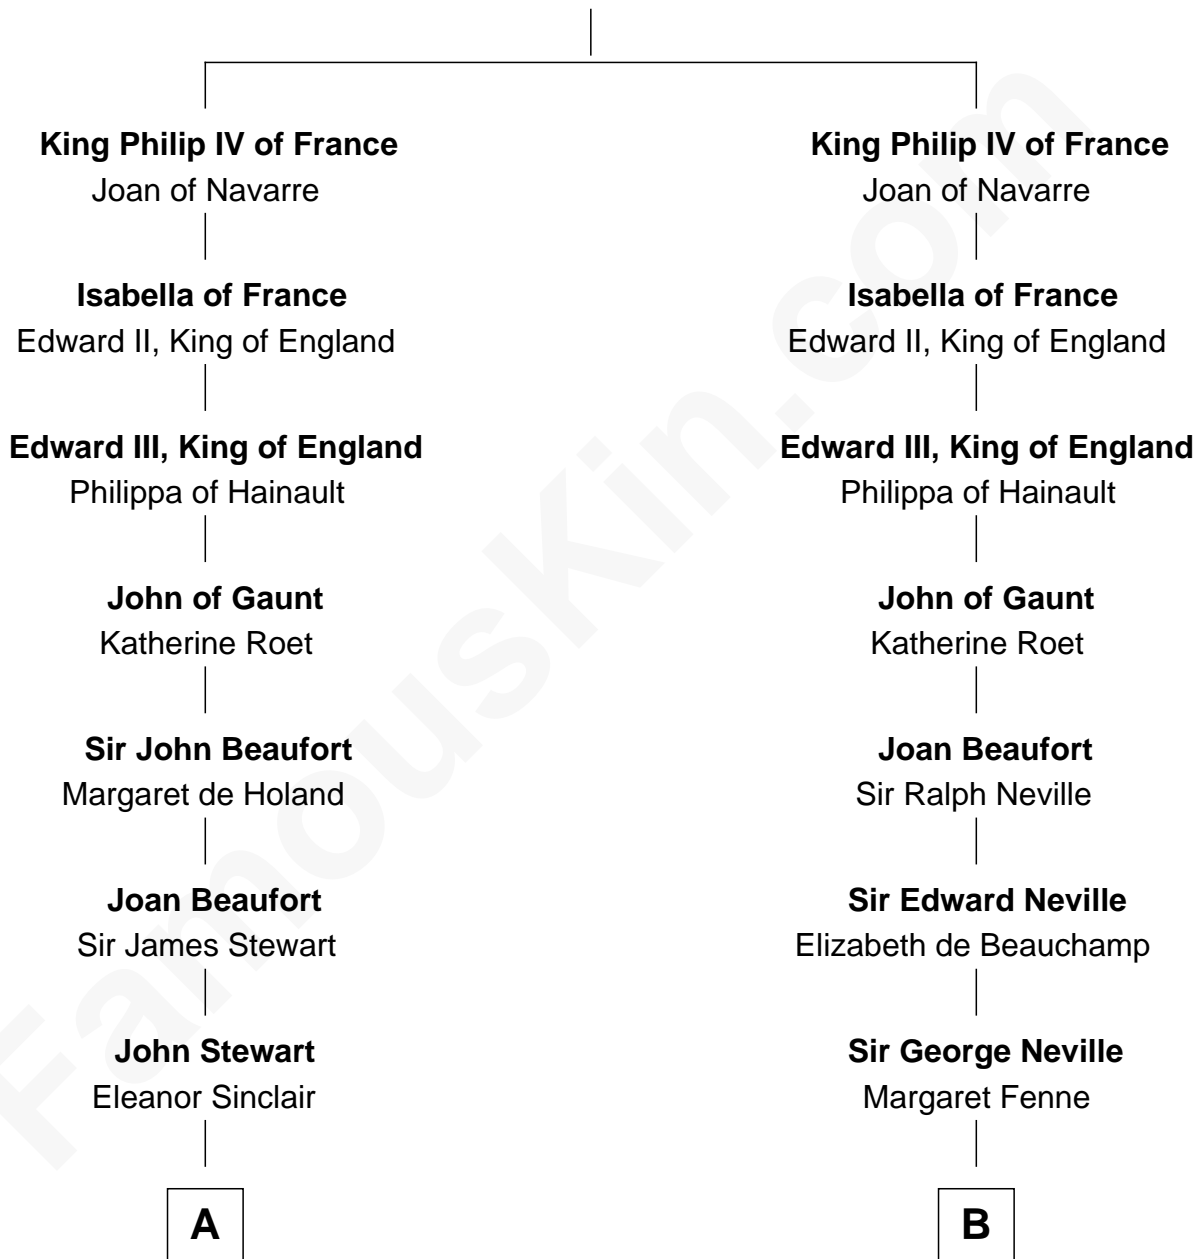 King Philip IV of France
Joan of Navarre
Isabella of France
Edward II, King of England
Edward III, King of England
Philippa of Hainault
John of Gaunt
Katherine Roet
Sir John Beaufort
Margaret de Holand
Joan Beaufort
Sir James Stewart
John Stewart
Eleanor Sinclair
A
King Philip IV of France
Joan of Navarre
Isabella of France
Edward II, King of England
Edward III, King of England
Philippa of Hainault
John of Gaunt
Katherine Roet
Joan Beaufort
Sir Ralph Neville
Sir Edward Neville
Elizabeth de Beauchamp
Sir George Neville
Margaret Fenne
B
FamousKin.com